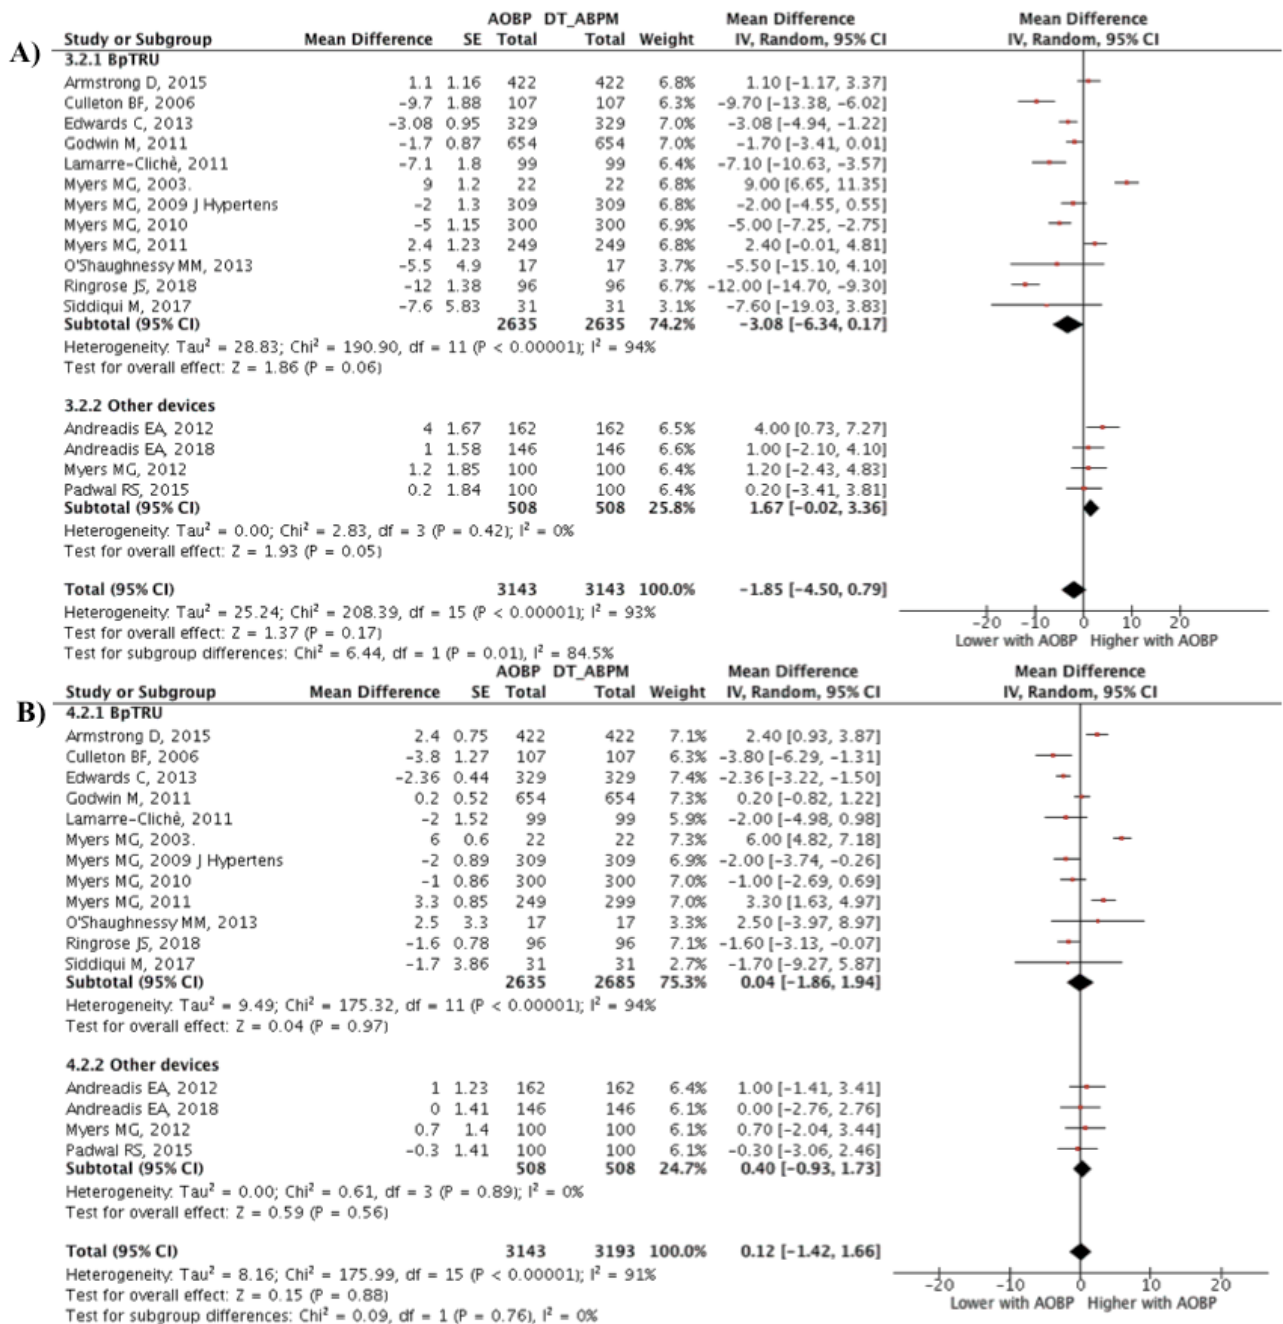 A)
AOBP DT_ABPM Mean Difference Mean Difference
Study or Subgroup Mean Difference SE Total Total Weight IV, Random, 95% CI IV, Random, 95% CI
3.2.1 BpTRU
Armstrong D, 2015 1.1 1.16 422 422 6.8% 1.10 [-1.17, 3.37]
Culleton BF, 2006 -9.7 1.88 107 107 6.3% -9.70 [-13.38, -6.02]
Edwards C, 2013 -3.08 0.95 329 329 7.0% -3.08 [-4.94, -1.22]
Godwin M, 2011 -1.7 0.87 654 654 7.0% -1.70 [-3.41, 0.01]
Lamarre-Clichè, 2011 -7.1 1.8 99 99 6.4% -7.10 [-10.63, -3.57]
Myers MG, 2003. 9 1.2 22 22 6.8% 9.00 [6.65, 11.35]
Myers MG, 2009 J Hypertens -2 1.3 309 309 6.8% -2.00 [-4.55, 0.55]
Myers MG, 2010 -5 1.15 300 300 6.9% -5.00 [-7.25, -2.75]
Myers MG, 2011 2.4 1.23 249 249 6.8% 2.40 [-0.01, 4.81]
O'Shaughnessy MM, 2013 -5.5 4.9 17 17 3.7% -5.50 [-15.10, 4.10]
Ringrose JS, 2018 -12 1.38 96 96 6.7% -12.00 [-14.70, -9.30]
Siddiqui M, 2017 -7.6 5.83 31 31 3.1% -7.60 [-19.03, 3.83]
Subtotal (95% CI) 2635 2635 74.2% -3.08 [-6.34, 0.17]
Heterogeneity: Tau² = 28.83; Chi² = 190.90, df = 11 (P < 0.00001); I² = 94%
Test for overall effect: Z = 1.86 (P = 0.06)
3.2.2 Other devices
Andreadis EA, 2012 4 1.67 162 162 6.5% 4.00 [0.73, 7.27]
Andreadis EA, 2018 1 1.58 146 146 6.6% 1.00 [-2.10, 4.10]
Myers MG, 2012 1.2 1.85 100 100 6.4% 1.20 [-2.43, 4.83]
Padwal RS, 2015 0.2 1.84 100 100 6.4% 0.20 [-3.41, 3.81]
Subtotal (95% CI) 508 508 25.8% 1.67 [-0.02, 3.36]
Heterogeneity: Tau² = 0.00; Chi² = 2.83, df = 3 (P = 0.42); I² = 0%
Test for overall effect: Z = 1.93 (P = 0.05)
Total (95% CI) 3143 3143 100.0% -1.85 [-4.50, 0.79]
Heterogeneity: Tau² = 25.24; Chi² = 208.39, df = 15 (P < 0.00001); I² = 93%
Test for overall effect: Z = 1.37 (P = 0.17)
Test for subgroup differences: Chi² = 6.44, df = 1 (P = 0.01), I² = 84.5%
-20 -10 0 10 20
Lower with AOBP Higher with AOBP
B)
AOBP DT_ABPM Mean Difference Mean Difference
Study or Subgroup Mean Difference SE Total Total Weight IV, Random, 95% CI IV, Random, 95% CI
4.2.1 BpTRU
Armstrong D, 2015 2.4 0.75 422 422 7.1% 2.40 [0.93, 3.87]
Culleton BF, 2006 -3.8 1.27 107 107 6.3% -3.80 [-6.29, -1.31]
Edwards C, 2013 -2.36 0.44 329 329 7.4% -2.36 [-3.22, -1.50]
Godwin M, 2011 0.2 0.52 654 654 7.3% 0.20 [-0.82, 1.22]
Lamarre-Clichè, 2011 -2 1.52 99 99 5.9% -2.00 [-4.98, 0.98]
Myers MG, 2003. 6 0.6 22 22 7.3% 6.00 [4.82, 7.18]
Myers MG, 2009 J Hypertens -2 0.89 309 309 6.9% -2.00 [-3.74, -0.26]
Myers MG, 2010 -1 0.86 300 300 7.0% -1.00 [-2.69, 0.69]
Myers MG, 2011 3.3 0.85 249 299 7.0% 3.30 [1.63, 4.97]
O'Shaughnessy MM, 2013 2.5 3.3 17 17 3.3% 2.50 [-3.97, 8.97]
Ringrose JS, 2018 -1.6 0.78 96 96 7.1% -1.60 [-3.13, -0.07]
Siddiqui M, 2017 -1.7 3.86 31 31 2.7% -1.70 [-9.27, 5.87]
Subtotal (95% CI) 2635 2685 75.3% 0.04 [-1.86, 1.94]
Heterogeneity: Tau² = 9.49; Chi² = 175.32, df = 11 (P < 0.00001); I² = 94%
Test for overall effect: Z = 0.04 (P = 0.97)
4.2.2 Other devices
Andreadis EA, 2012 1 1.23 162 162 6.4% 1.00 [-1.41, 3.41]
Andreadis EA, 2018 0 1.41 146 146 6.1% 0.00 [-2.76, 2.76]
Myers MG, 2012 0.7 1.4 100 100 6.1% 0.70 [-2.04, 3.44]
Padwal RS, 2015 -0.3 1.41 100 100 6.1% -0.30 [-3.06, 2.46]
Subtotal (95% CI) 508 508 24.7% 0.40 [-0.93, 1.73]
Heterogeneity: Tau² = 0.00; Chi² = 0.61, df = 3 (P = 0.89); I² = 0%
Test for overall effect: Z = 0.59 (P = 0.56)
Total (95% CI) 3143 3193 100.0% 0.12 [-1.42, 1.66]
Heterogeneity: Tau² = 8.16; Chi² = 175.99, df = 15 (P < 0.00001); I² = 91%
Test for overall effect: Z = 0.15 (P = 0.88)
Test for subgroup differences: Chi² = 0.09, df = 1 (P = 0.76), I² = 0%
-20 -10 0 10 20
Lower with AOBP Higher with AOBP